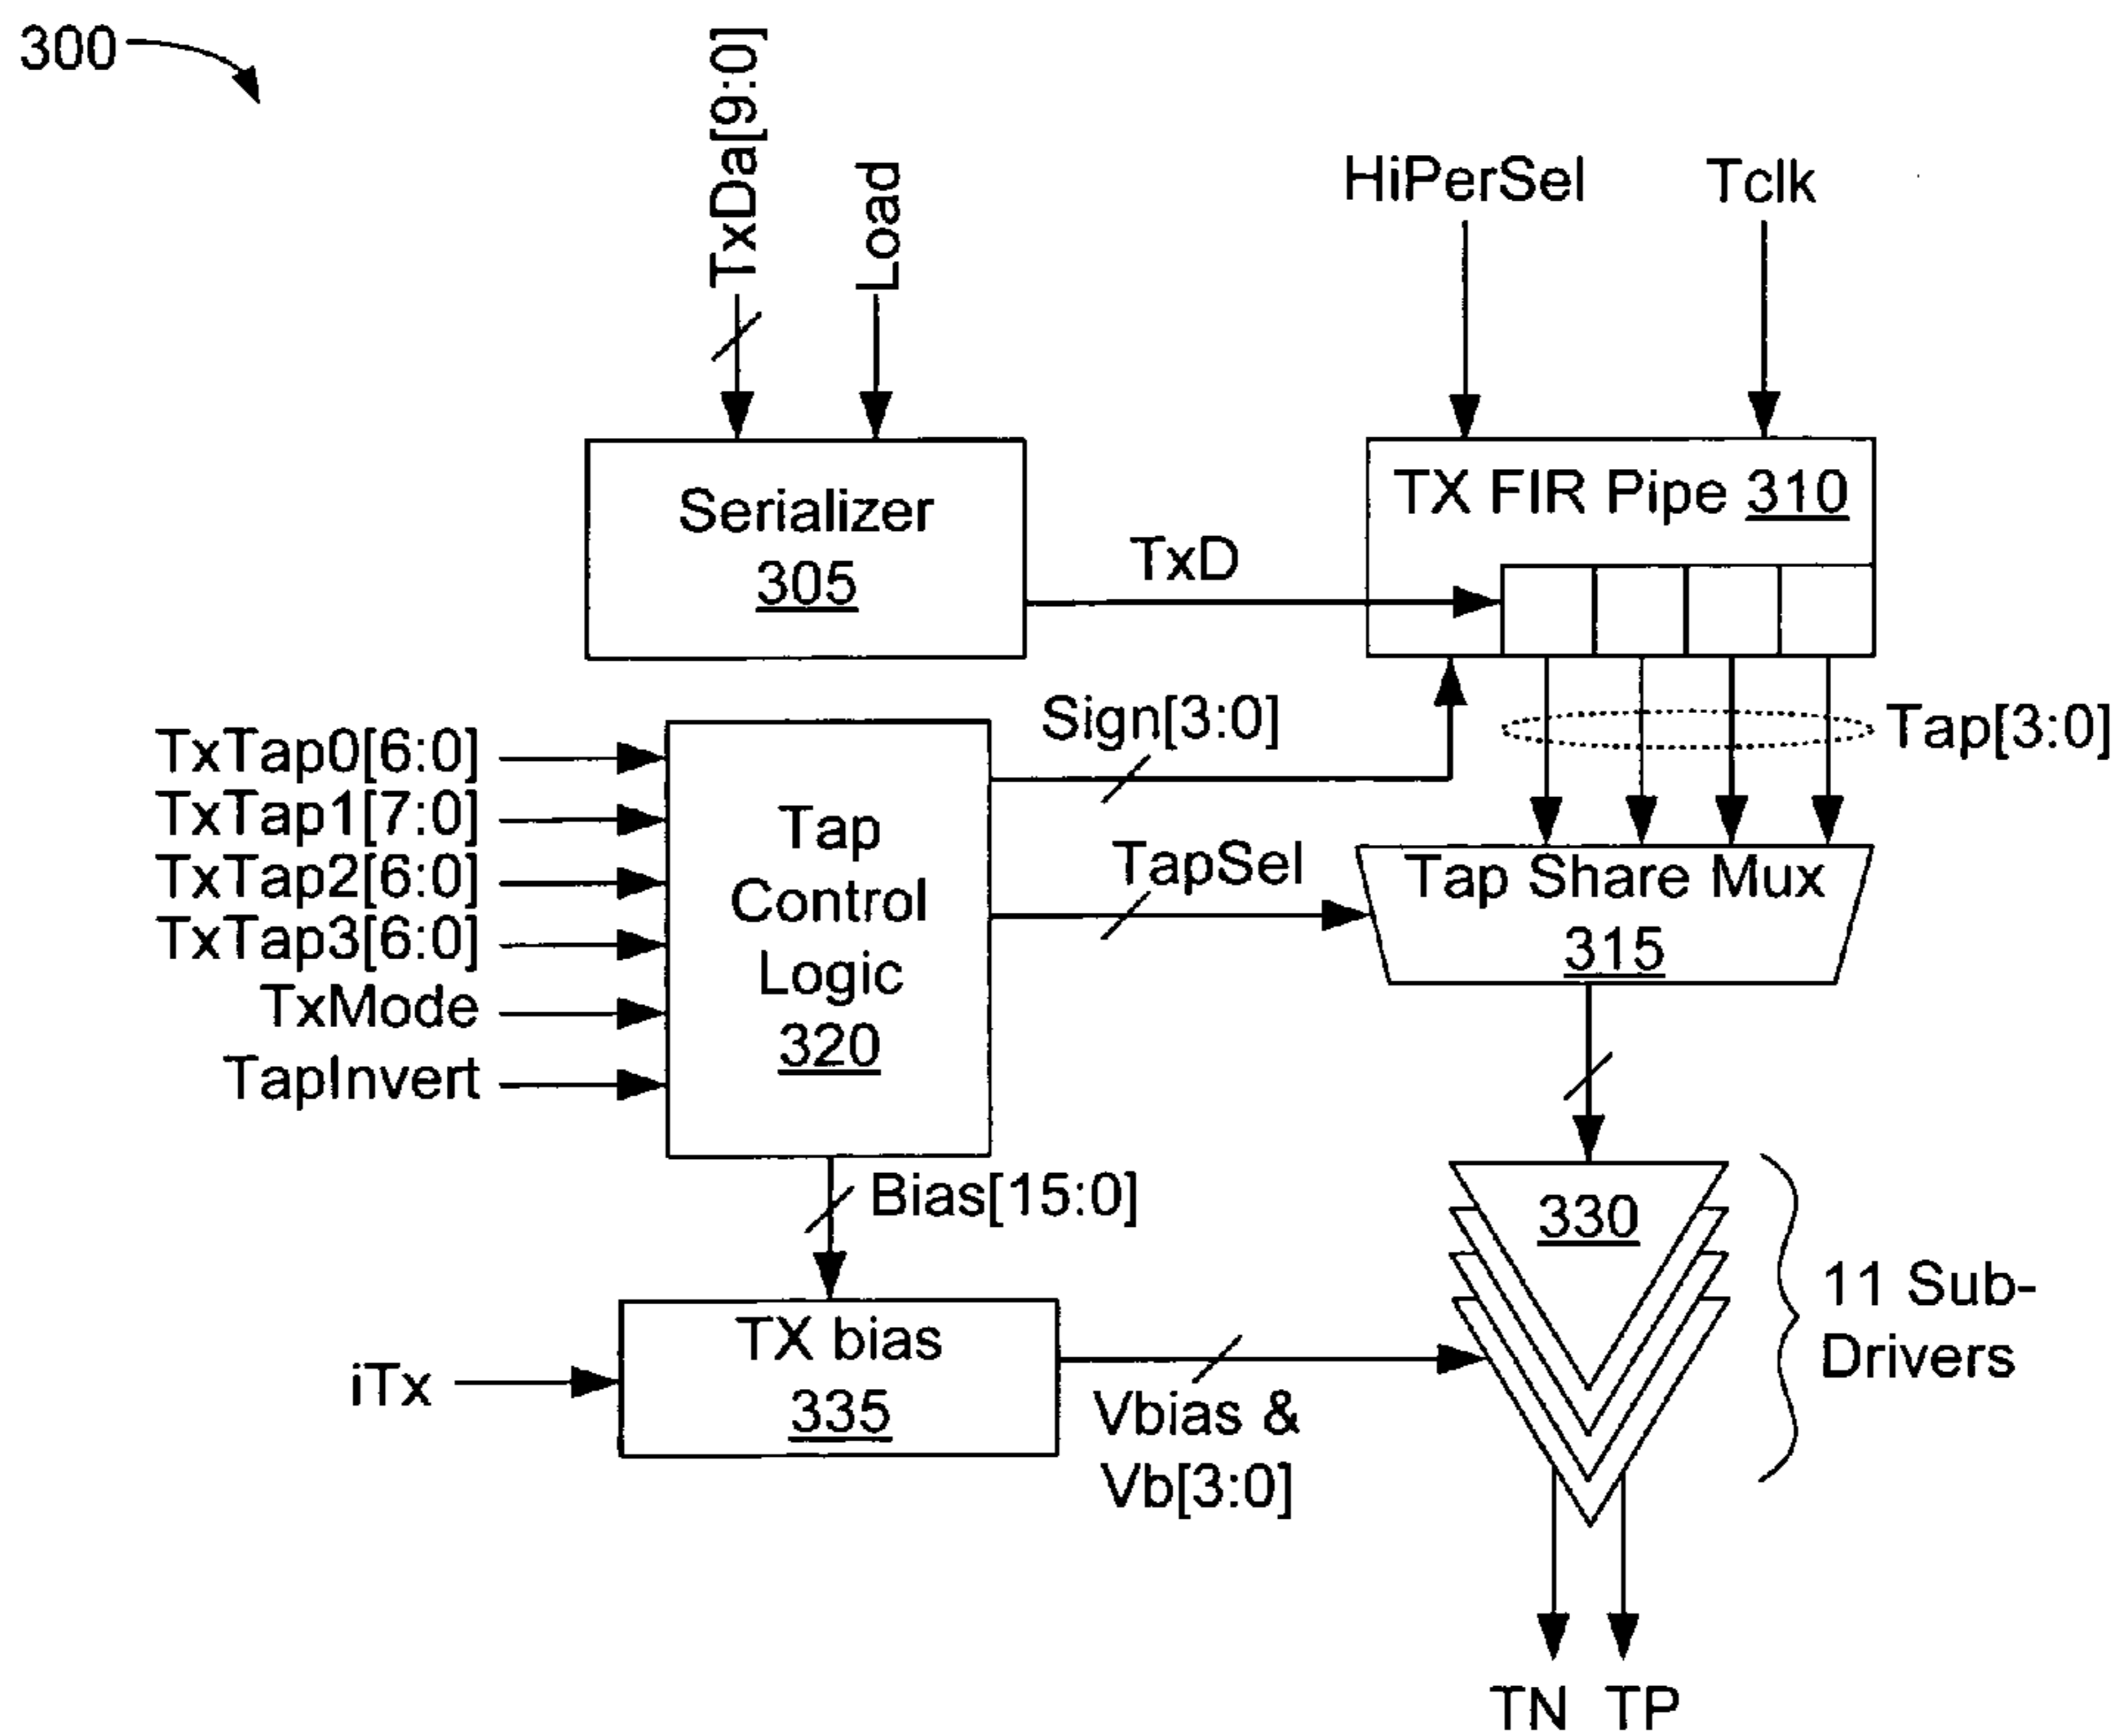 300
TxDa[9:0]
Load
HiPerSel
Tclk
Serializer
305
TX FIR Pipe 310
TxD
TxTap0[6:0]
TxTap1[7:0]
TxTap2[6:0]
TxTap3[6:0]
TxMode
TapInvert
Tap
Control
Logic
320
Sign[3:0]
TapSel
Tap[3:0]
Tap Share Mux
315
Bias[15:0]
330
11 Sub-
Drivers
iTx
TX bias
335
Vbias &
Vb[3:0]
TN TP